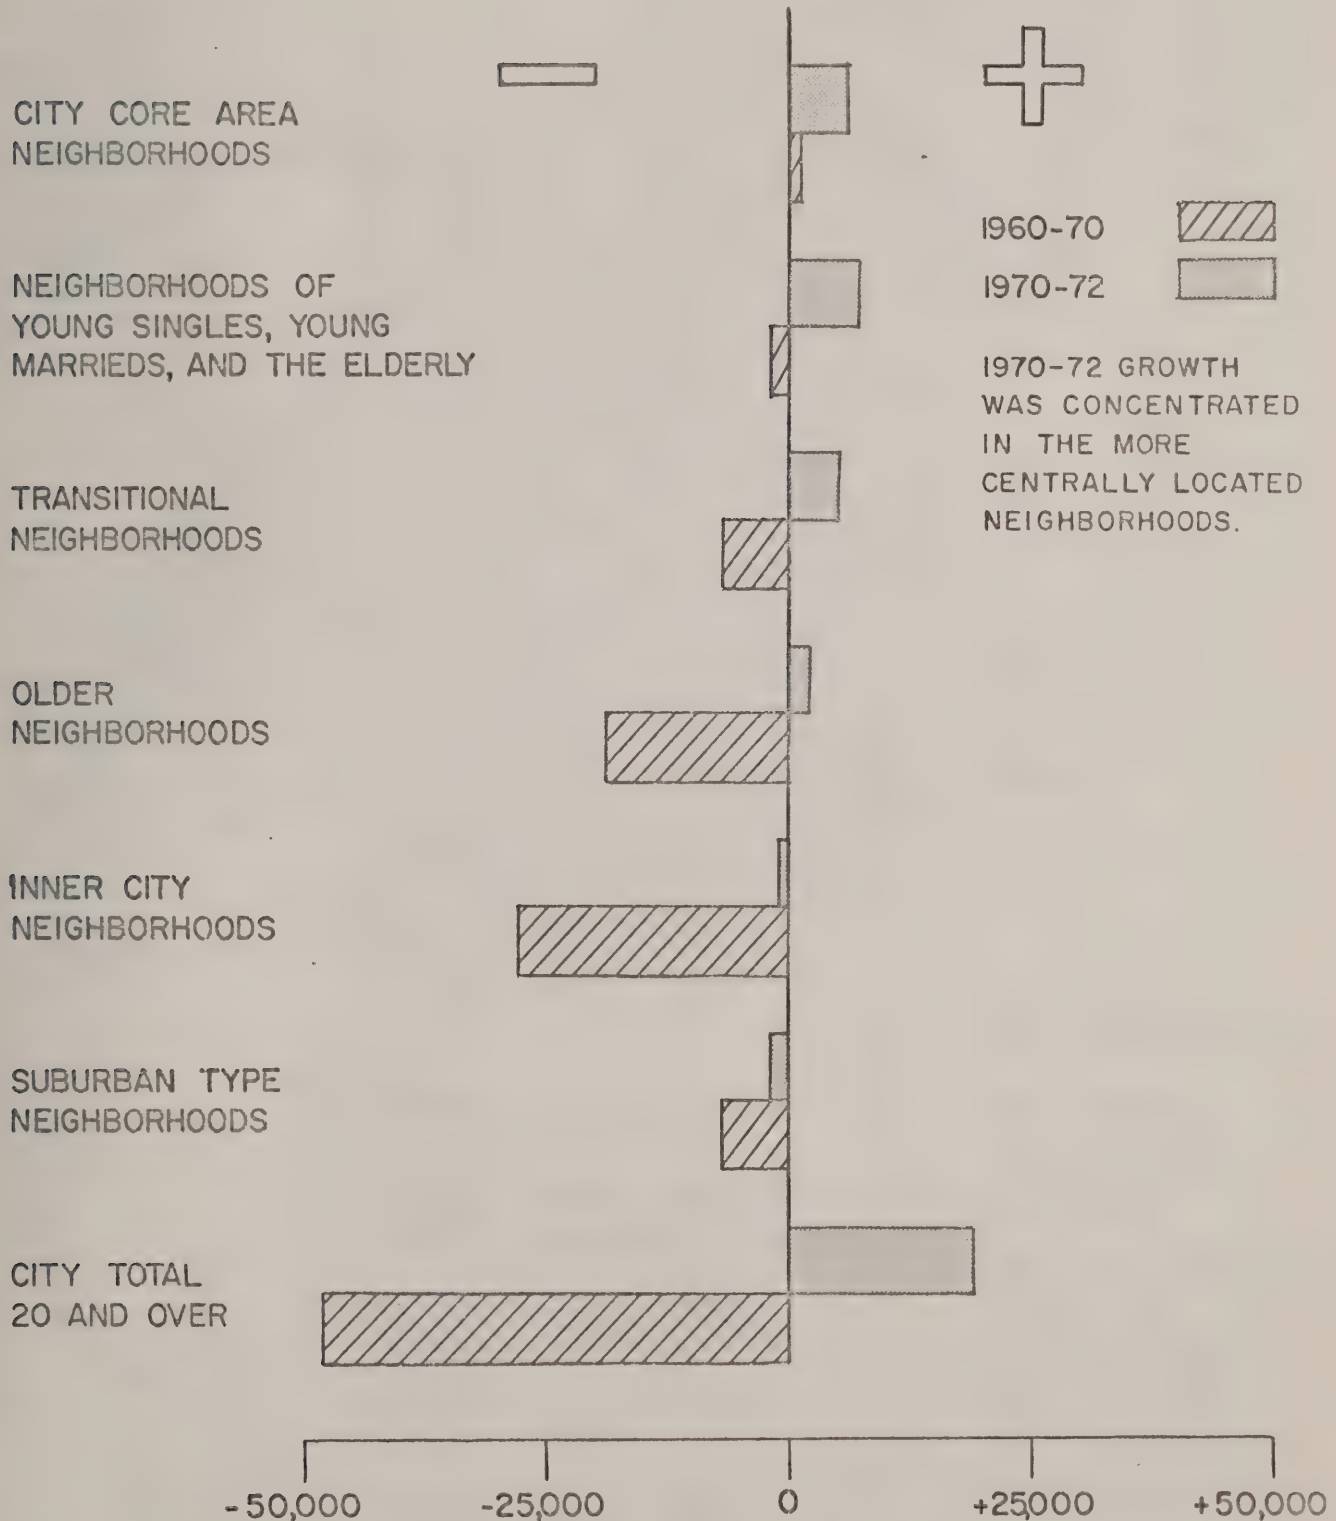 CITY CORE AREA
NEIGHBORHOODS
1960-70
1970-72
NEIGHBORHOODS OF
YOUNG SINGLES, YOUNG
MARRIEDS, AND THE ELDERLY
1970-72 GROWTH
WAS CONCENTRATED
IN THE MORE
CENTRALLY LOCATED
NEIGHBORHOODS.
TRANSITIONAL
NEIGHBORHOODS
OLDER
NEIGHBORHOODS
INNER CITY
NEIGHBORHOODS
SUBURBAN TYPE
NEIGHBORHOODS
CITY TOTAL
20 AND OVER
-50,000 -25,000 0 +25,000 +50,000